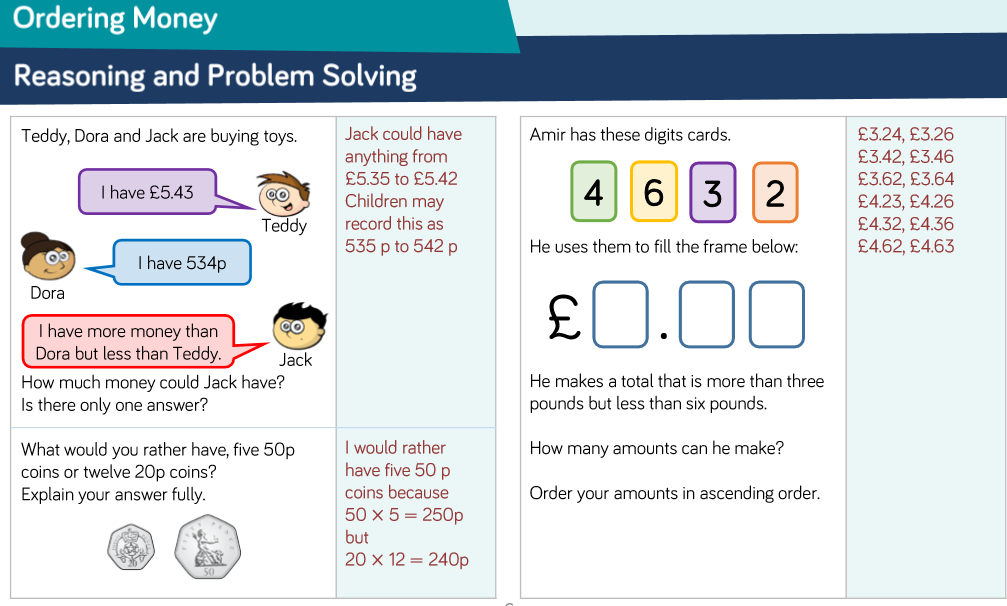 Ordering Money
Reasoning and Problem Solving
Teddy, Dora and Jack are buying toys.
I have £5.43
Teddy
I have 534p
Dora
I have more money than
Dora but less than Teddy.
Jack
How much money could Jack have?
Is there only one answer?
Jack could have
anything from
£5.35 to £5.42
Children may
record this as
535 p to 542 p
What would you rather have, five 50p
coins or twelve 20p coins?
Explain your answer fully.
20
50
I would rather
have five 50 p
coins because
50 × 5 = 250p
but
20 × 12 = 240p
Amir has these digits cards.
4 6 3 2
He uses them to fill the frame below:
£ .
He makes a total that is more than three
pounds but less than six pounds.
How many amounts can he make?
Order your amounts in ascending order.
£3.24, £3.26
£3.42, £3.46
£3.62, £3.64
£4.23, £4.26
£4.32, £4.36
£4.62, £4.63